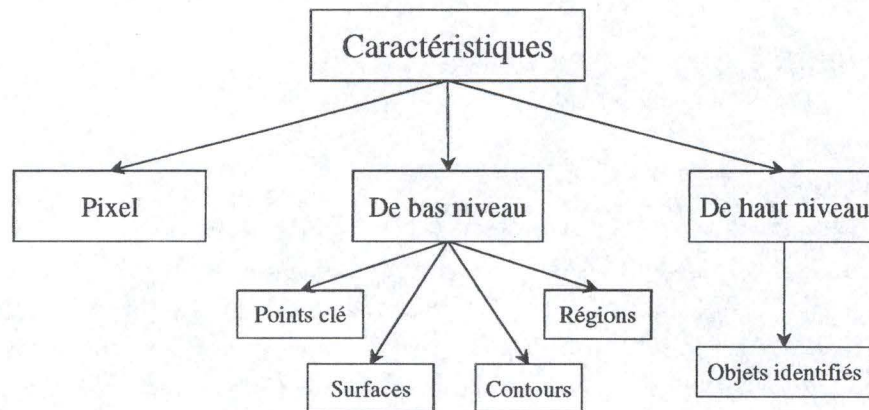 Caractéristiques
Pixel
De bas niveau
De haut niveau
Points clé
Régions
Surfaces
Contours
Objets identifiés